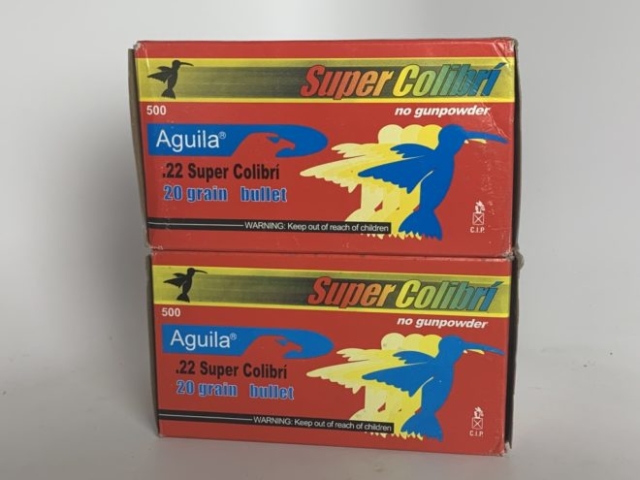 Super Colibrí
no gunpowder
500
Aguila®
.22 Super Colibrí
20 grain bullet
WARNING: Keep out of reach of children
C.I.P.
Super Colibrí
no gunpowder
500
Aguila®
.22 Super Colibrí
20 grain bullet
WARNING: Keep out of reach of children
C.I.P.